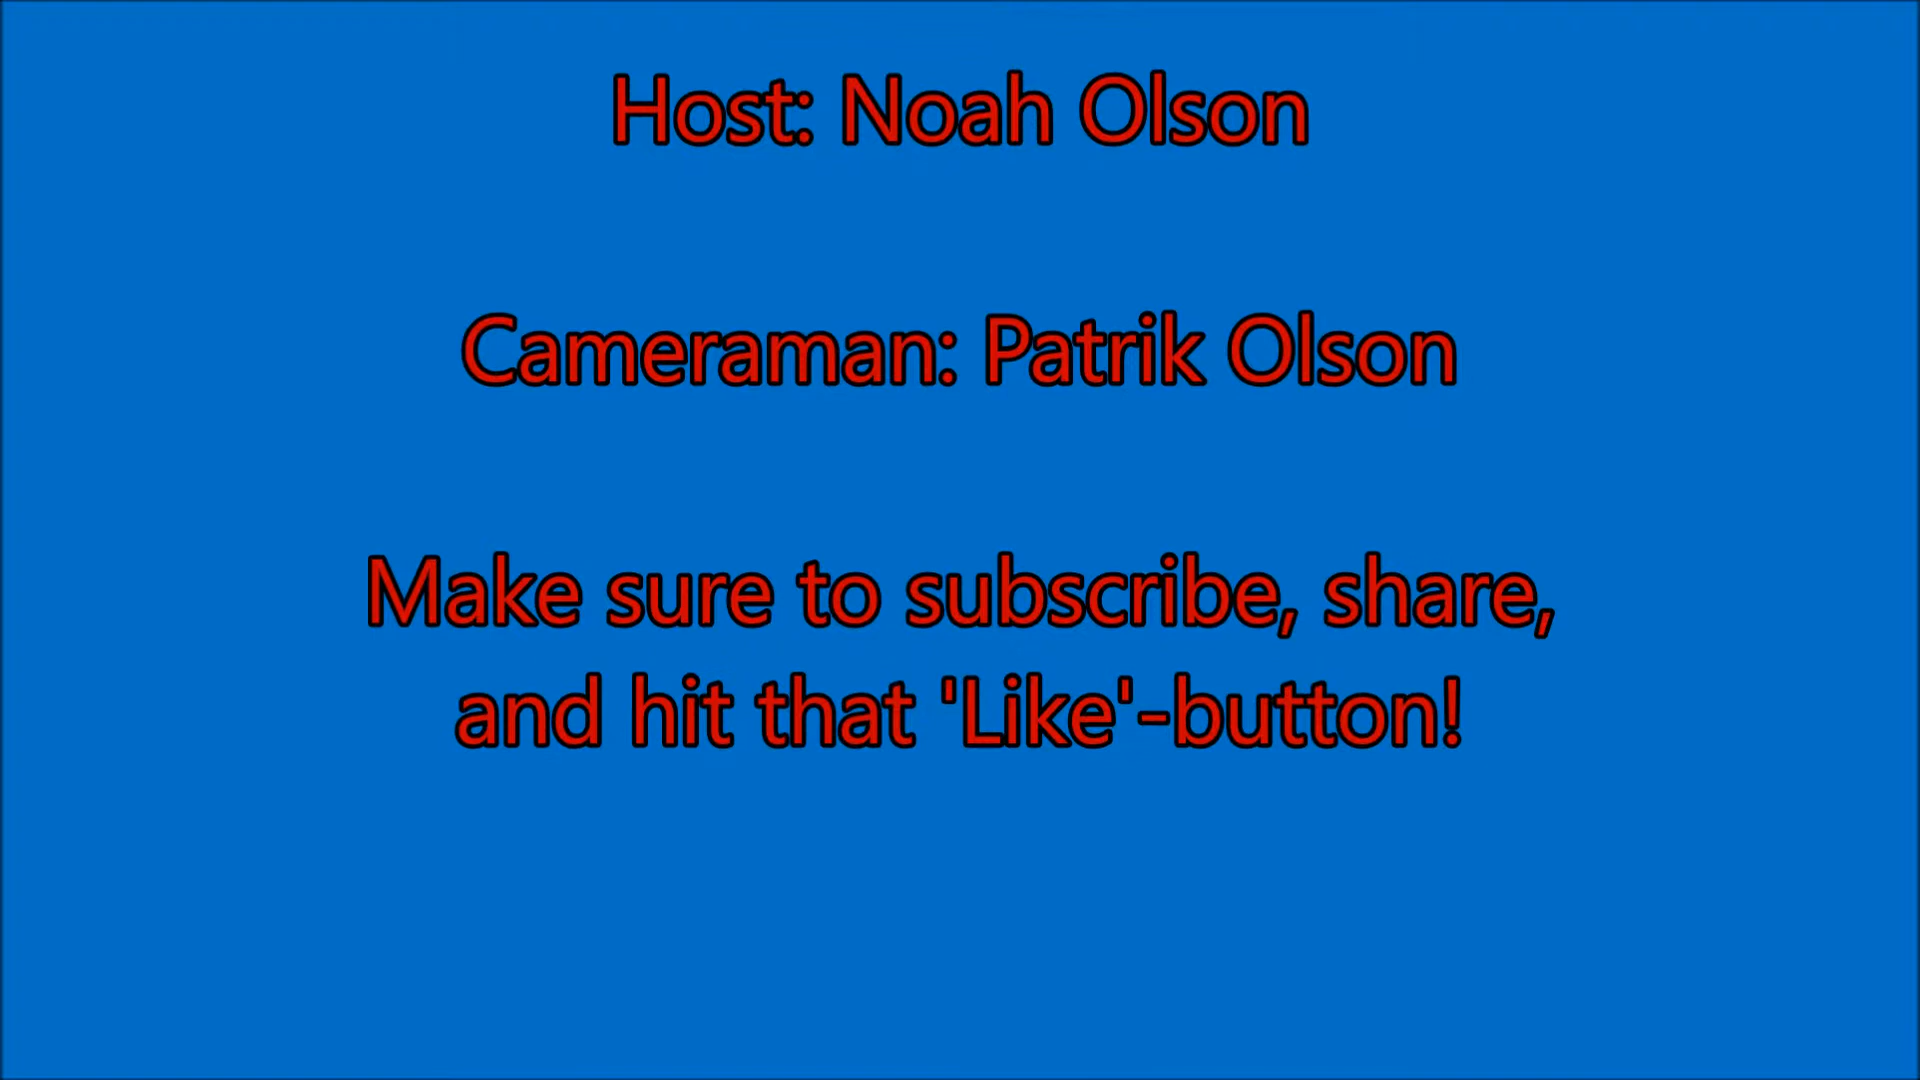 Host: Noah Olson
Cameraman: Patrik Olson
Make sure to subscribe, share,
and hit that 'Like'-button!